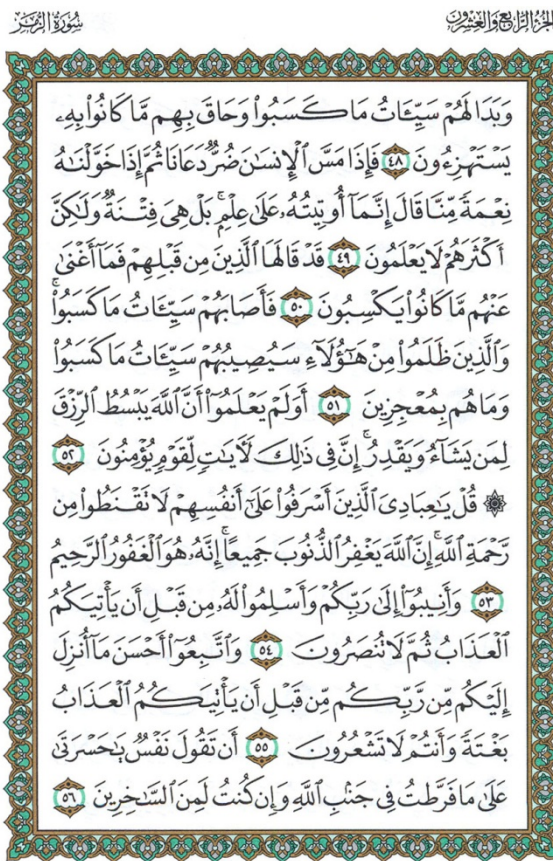 الجزء الرابع والعشرون
سورة الزمر
وَبَدَا لَهُمْ سَيِّـَٔاتُ مَا كَسَبُوا۟ وَحَاقَ بِهِم مَّا كَانُوا۟ بِهِۦ
يَسْتَهْزِءُونَ ٤٨ فَإِذَا مَسَّ ٱلْإِنسَـٰنَ ضُرٌّ دَعَانَا ثُمَّ إِذَا خَوَّلْنَـٰهُ
نِعْمَةً مِّنَّا قَالَ إِنَّمَآ أُوتِيتُهُۥ عَلَىٰ عِلْمٍۭ ۚ بَلْ هِىَ فِتْنَةٌ وَلَـٰكِنَّ
أَكْثَرَهُمْ لَا يَعْلَمُونَ ٤٩ قَدْ قَالَهَا ٱلَّذِينَ مِن قَبْلِهِمْ فَمَآ أَغْنَىٰ
عَنْهُم مَّا كَانُوا۟ يَكْسِبُونَ ٥٠ فَأَصَابَهُمْ سَيِّـَٔاتُ مَا كَسَبُوا۟ ۚ
وَٱلَّذِينَ ظَلَمُوا۟ مِنْ هَـٰٓؤُلَآءِ سَيُصِيبُهُمْ سَيِّـَٔاتُ مَا كَسَبُوا۟
وَمَا هُم بِمُعْجِزِينَ ٥١ أَوَلَمْ يَعْلَمُوٓا۟ أَنَّ ٱللَّهَ يَبْسُطُ ٱلرِّزْقَ
لِمَن يَشَآءُ وَيَقْدِرُ ۚ إِنَّ فِى ذَٰلِكَ لَـَٔايَـٰتٍ لِّقَوْمٍ يُؤْمِنُونَ ٥٢
۞ قُلْ يَـٰعِبَادِىَ ٱلَّذِينَ أَسْرَفُوا۟ عَلَىٰٓ أَنفُسِهِمْ لَا تَقْنَطُوا۟ مِن
رَّحْمَةِ ٱللَّهِ ۚ إِنَّ ٱللَّهَ يَغْفِرُ ٱلذُّنُوبَ جَمِيعًا ۚ إِنَّهُۥ هُوَ ٱلْغَفُورُ ٱلرَّحِيمُ
٥٣ وَأَنِيبُوٓا۟ إِلَىٰ رَبِّكُمْ وَأَسْلِمُوا۟ لَهُۥ مِن قَبْلِ أَن يَأْتِيَكُمُ
ٱلْعَذَابُ ثُمَّ لَا تُنصَرُونَ ٥٤ وَٱتَّبِعُوٓا۟ أَحْسَنَ مَآ أُنزِلَ
إِلَيْكُم مِّن رَّبِّكُم مِّن قَبْلِ أَن يَأْتِيَكُمُ ٱلْعَذَابُ
بَغْتَةً وَأَنتُمْ لَا تَشْعُرُونَ ٥٥ أَن تَقُولَ نَفْسٌ يَـٰحَسْرَتَىٰ
عَلَىٰ مَا فَرَّطتُ فِى جَنۢبِ ٱللَّهِ وَإِن كُنتُ لَمِنَ ٱلسَّـٰخِرِينَ ٥٦